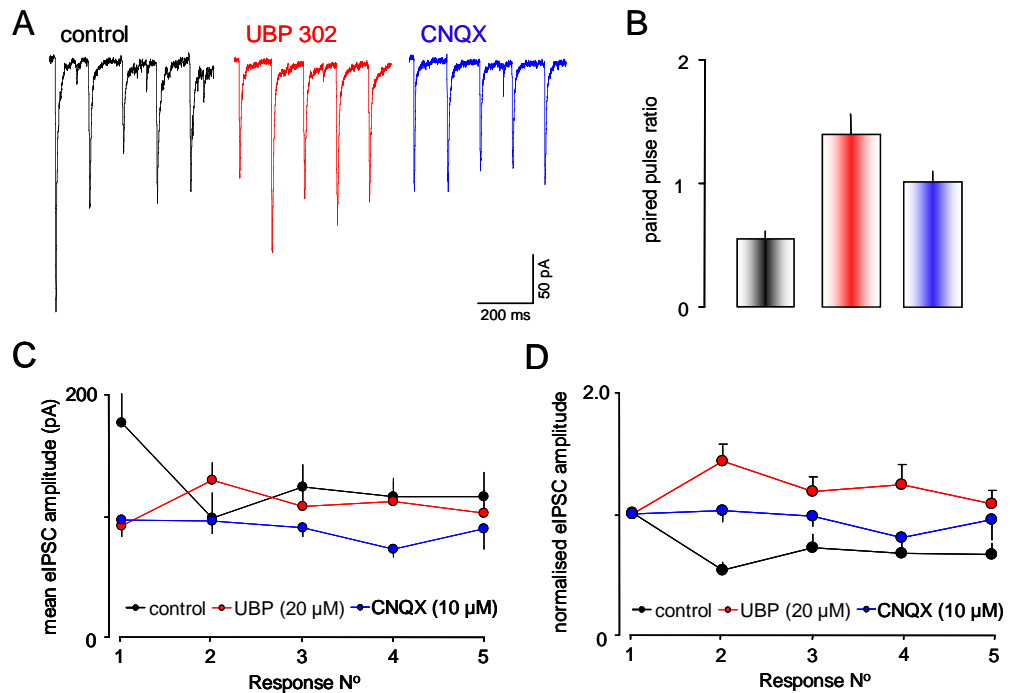 A
control
UBP 302
CNQX
50 pA
200 ms
B
paired pulse ratio
2
1
0
C
mean eIPSC amplitude (pA)
200
0
control
UBP (20 µM)
CNQX (10 µM)
1 2 3 4 5
Response Nº
D
normalised eIPSC amplitude
2.0
0
control
UBP (20 µM)
CNQX (10 µM)
1 2 3 4 5
Response Nº